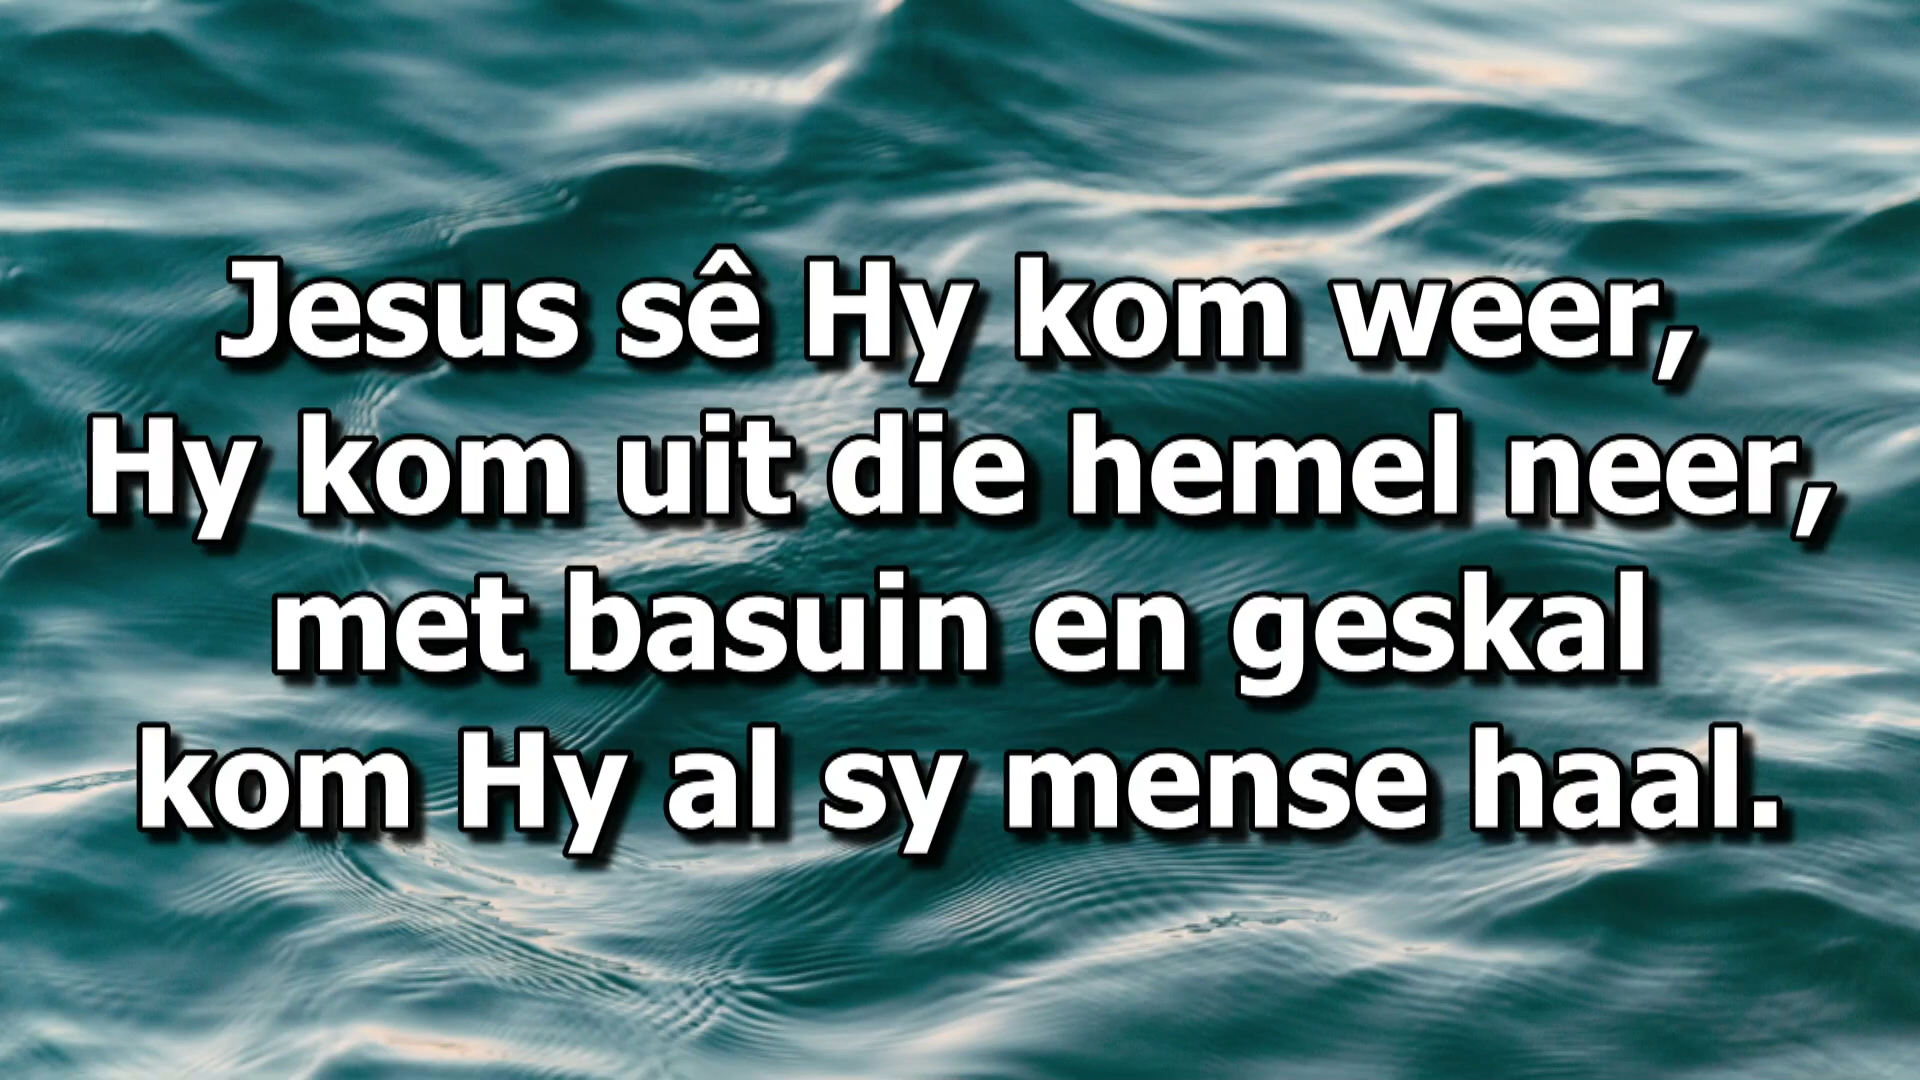 Jesus sê Hy kom weer,
Hy kom uit die hemel neer,
met basuin en geskal
kom Hy al sy mense haal.